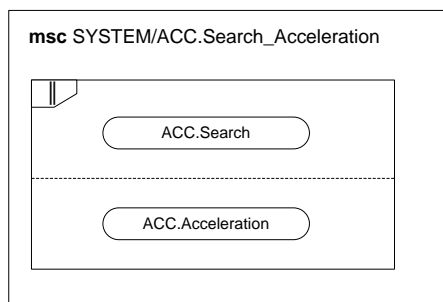 msc SYSTEM/ACC.Search_Acceleration
||
ACC.Search
ACC.Acceleration